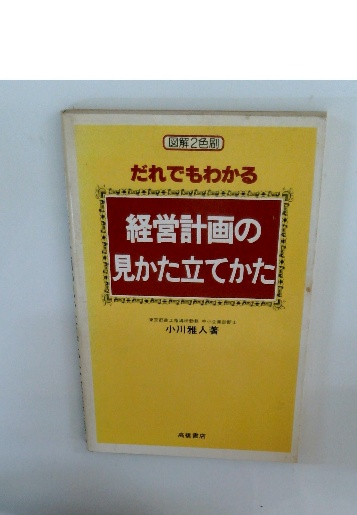 図解2色刷
だれでもわかる
経営計画の
見かた立てかた
小川雅人著
高橋書店